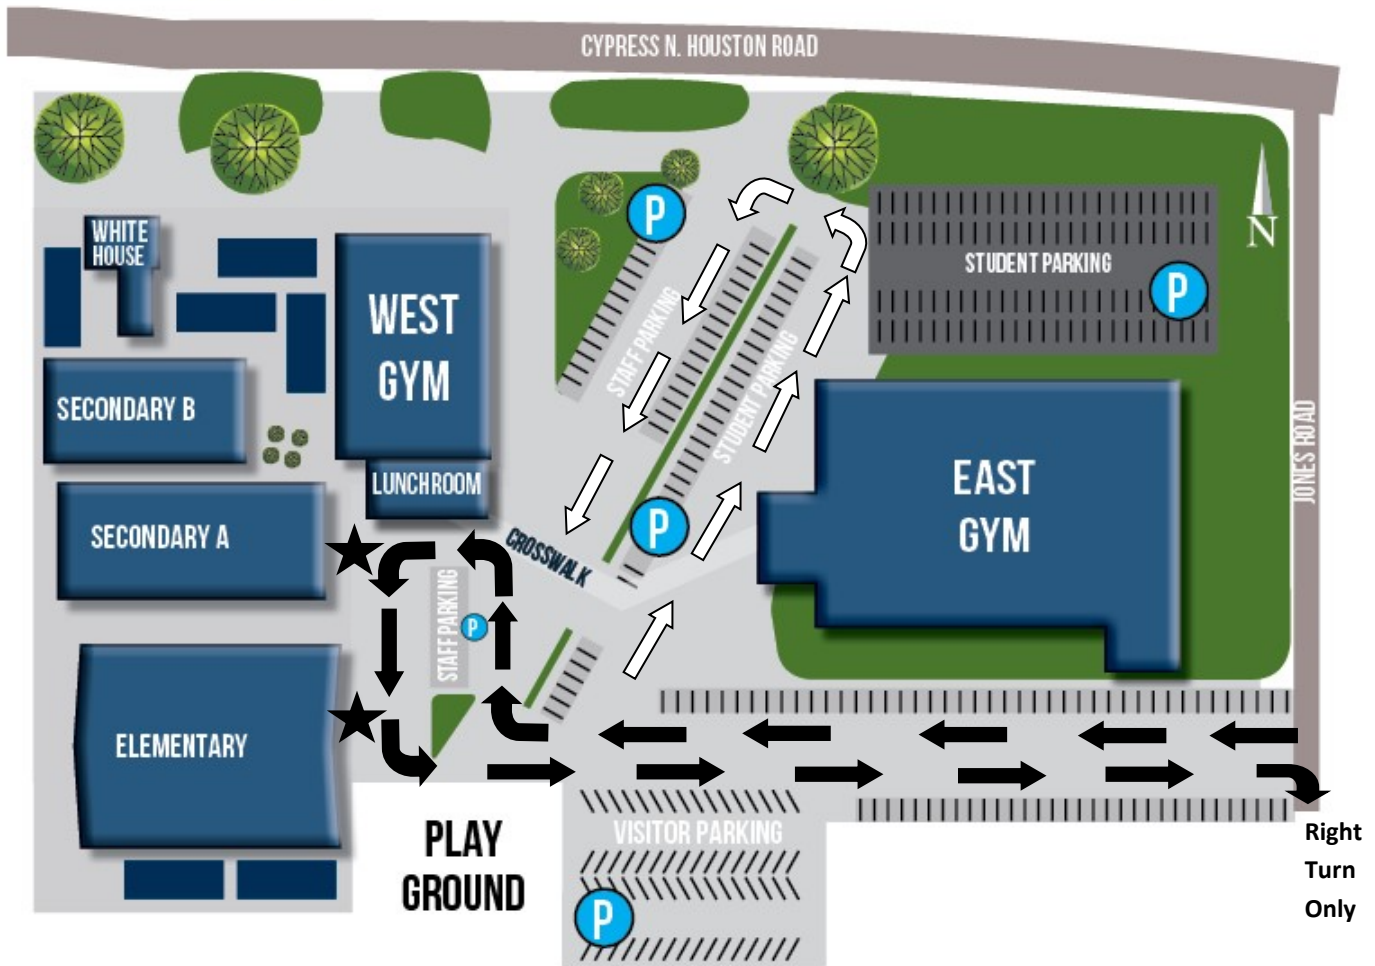 CYPRESS N. HOUSTON ROAD
WHITE
HOUSE
P
N
STUDENT PARKING
P
WEST
GYM
STAFF PARKING
STUDENT PARKING
SECONDARY B
JONES ROAD
LUNCHROOM
EAST
GYM
SECONDARY A
P
CROSSWALK
STAFF PARKING
P
ELEMENTARY
PLAY
GROUND
VISITOR PARKING
P
Right
Turn
Only